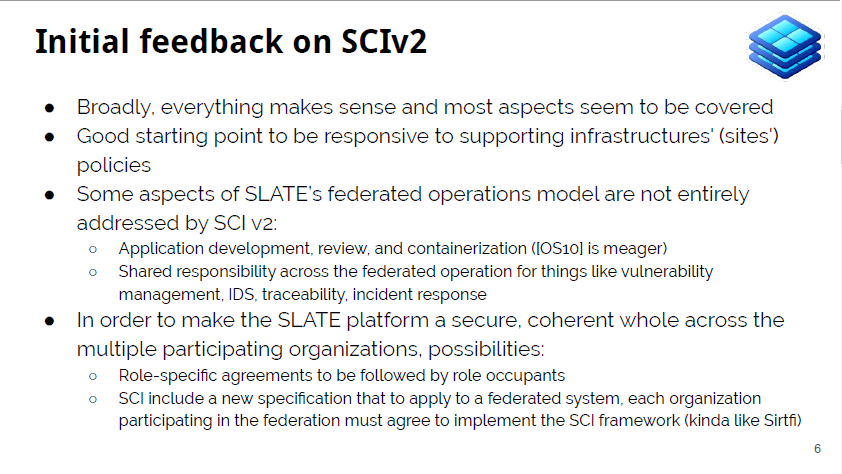 Initial feedback on SCIv2
● Broadly, everything makes sense and most aspects seem to be covered
● Good starting point to be responsive to supporting infrastructures' (sites')
policies
● Some aspects of SLATE's federated operations model are not entirely
addressed by SCI v2:
○ Application development, review, and containerization ([OS10] is meager)
○ Shared responsibility across the federated operation for things like vulnerability
management, IDS, traceability, incident response
● In order to make the SLATE platform a secure, coherent whole across the
multiple participating organizations, possibilities:
○ Role-specific agreements to be followed by role occupants
○ SCI include a new specification that to apply to a federated system, each organization
participating in the federation must agree to implement the SCI framework (kinda like Sirtfi)
6